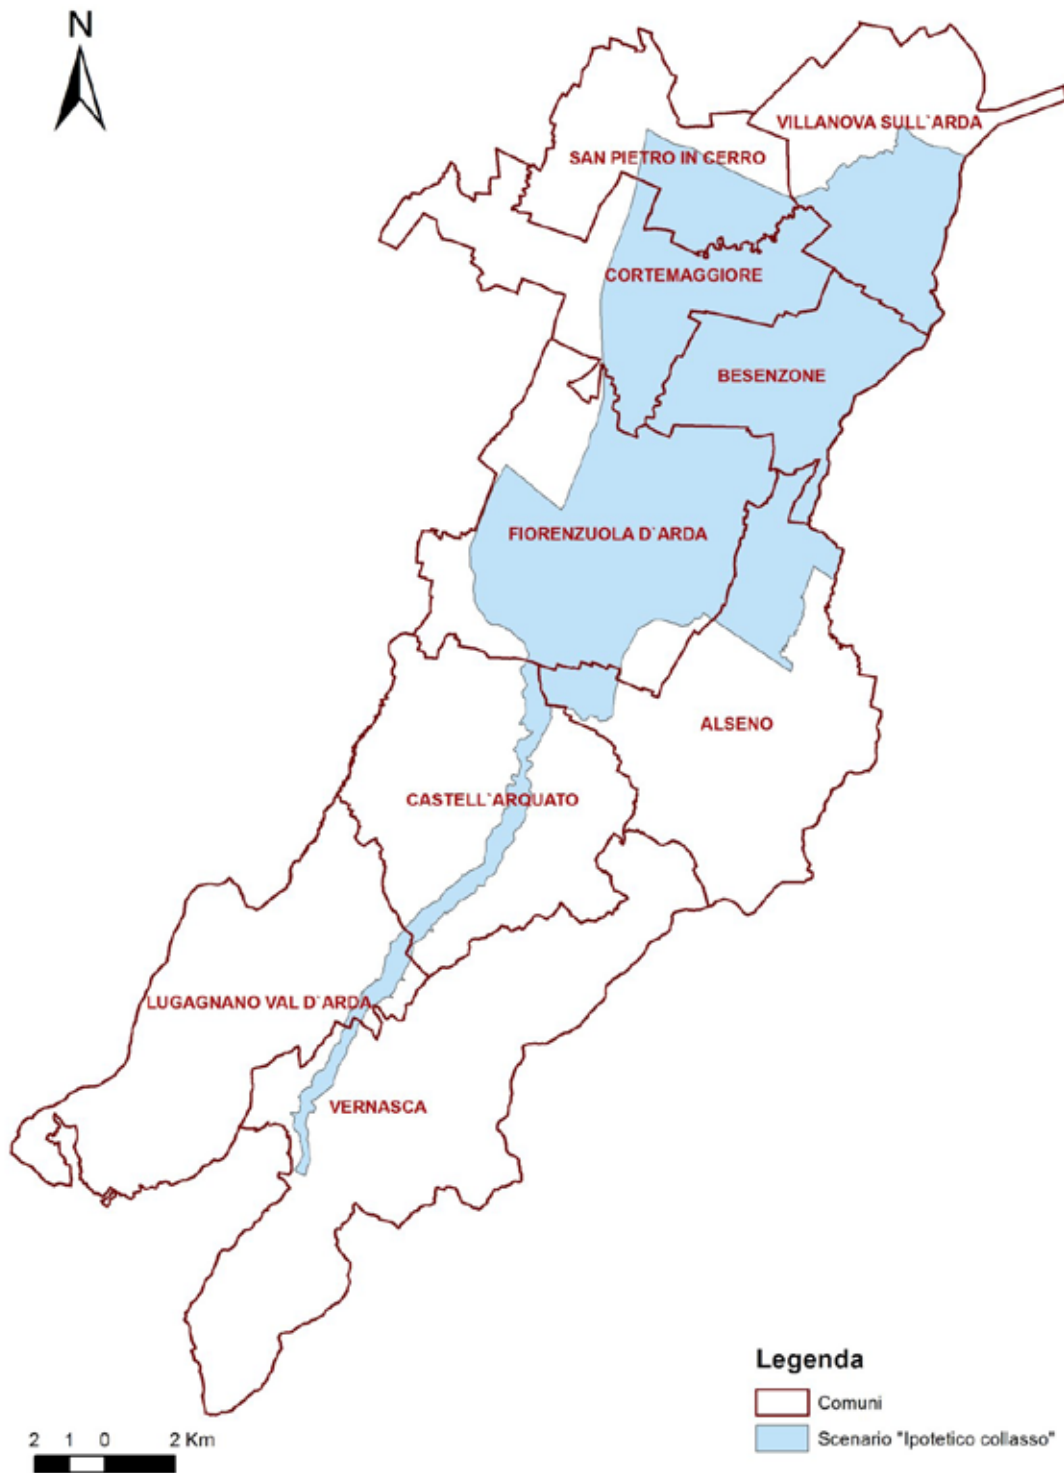 N
VILLANOVA SULL`ARDA
SAN PIETRO IN CERRO
CORTEMAGGIORE
BESENZONE
FIORENZUOLA D`ARDA
ALSENO
CASTELL`ARQUATO
LUGAGNANO VAL D`ARDA
VERNASCA
Legenda
Comuni
Scenario "Ipotetico collasso"
2 1 0 2 Km